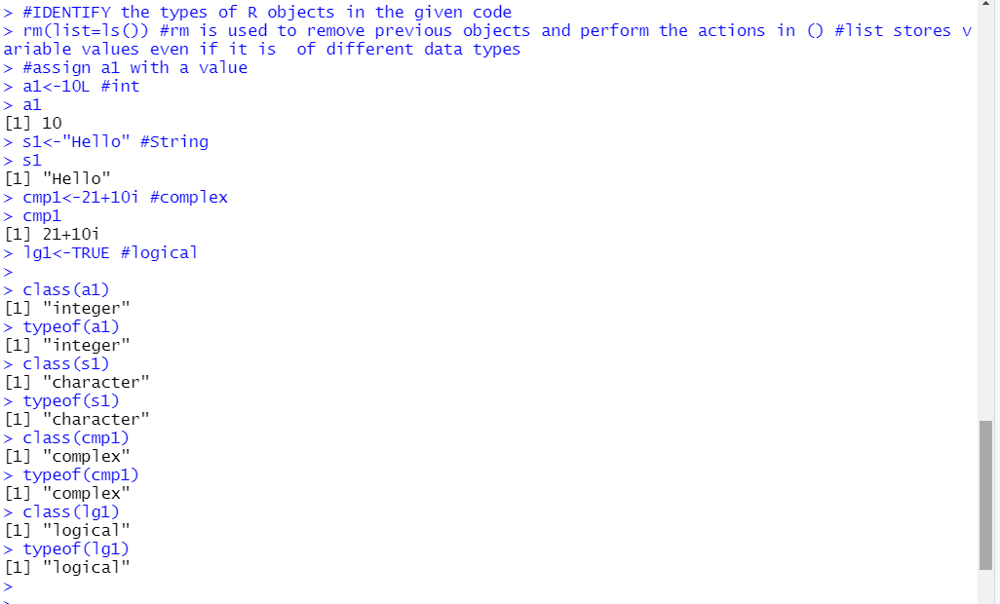 > #IDENTIFY the types of R objects in the given code
> rm(list=ls()) #rm is used to remove previous objects and perform the actions in () #list stores v
ariable values even if it is  of different data types
> #assign a1 with a value
> a1<-10L #int
> a1
[1] 10
> s1<-"Hello" #String
> s1
[1] "Hello"
> cmp1<-21+10i #complex
> cmp1
[1] 21+10i
> lg1<-TRUE #logical
>
> class(a1)
[1] "integer"
> typeof(a1)
[1] "integer"
> class(s1)
[1] "character"
> typeof(s1)
[1] "character"
> class(cmp1)
[1] "complex"
> typeof(cmp1)
[1] "complex"
> class(lg1)
[1] "logical"
> typeof(lg1)
[1] "logical"
>
>